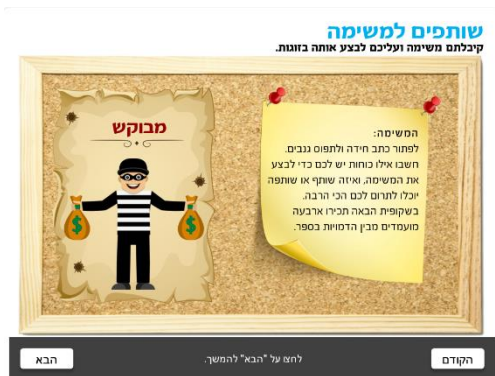 שותפים למשימה
קיבלתם משימה ועליכם לבצע אותה בזוגות.
מבוקש
המשימה:
לפתור כתב חידה ולתפוס גנבים.
חשבו אילו כוחות יש לכם כדי לבצע
את המשימה, ואיזה שותף או שותפה
יוכלו לתרום לכם הכי הרבה.
בשקופית הבאה תכירו ארבעה
מועמדים מבין הדמויות בספר.
הקודם
לחצו על "הבא" להמשך.
הבא